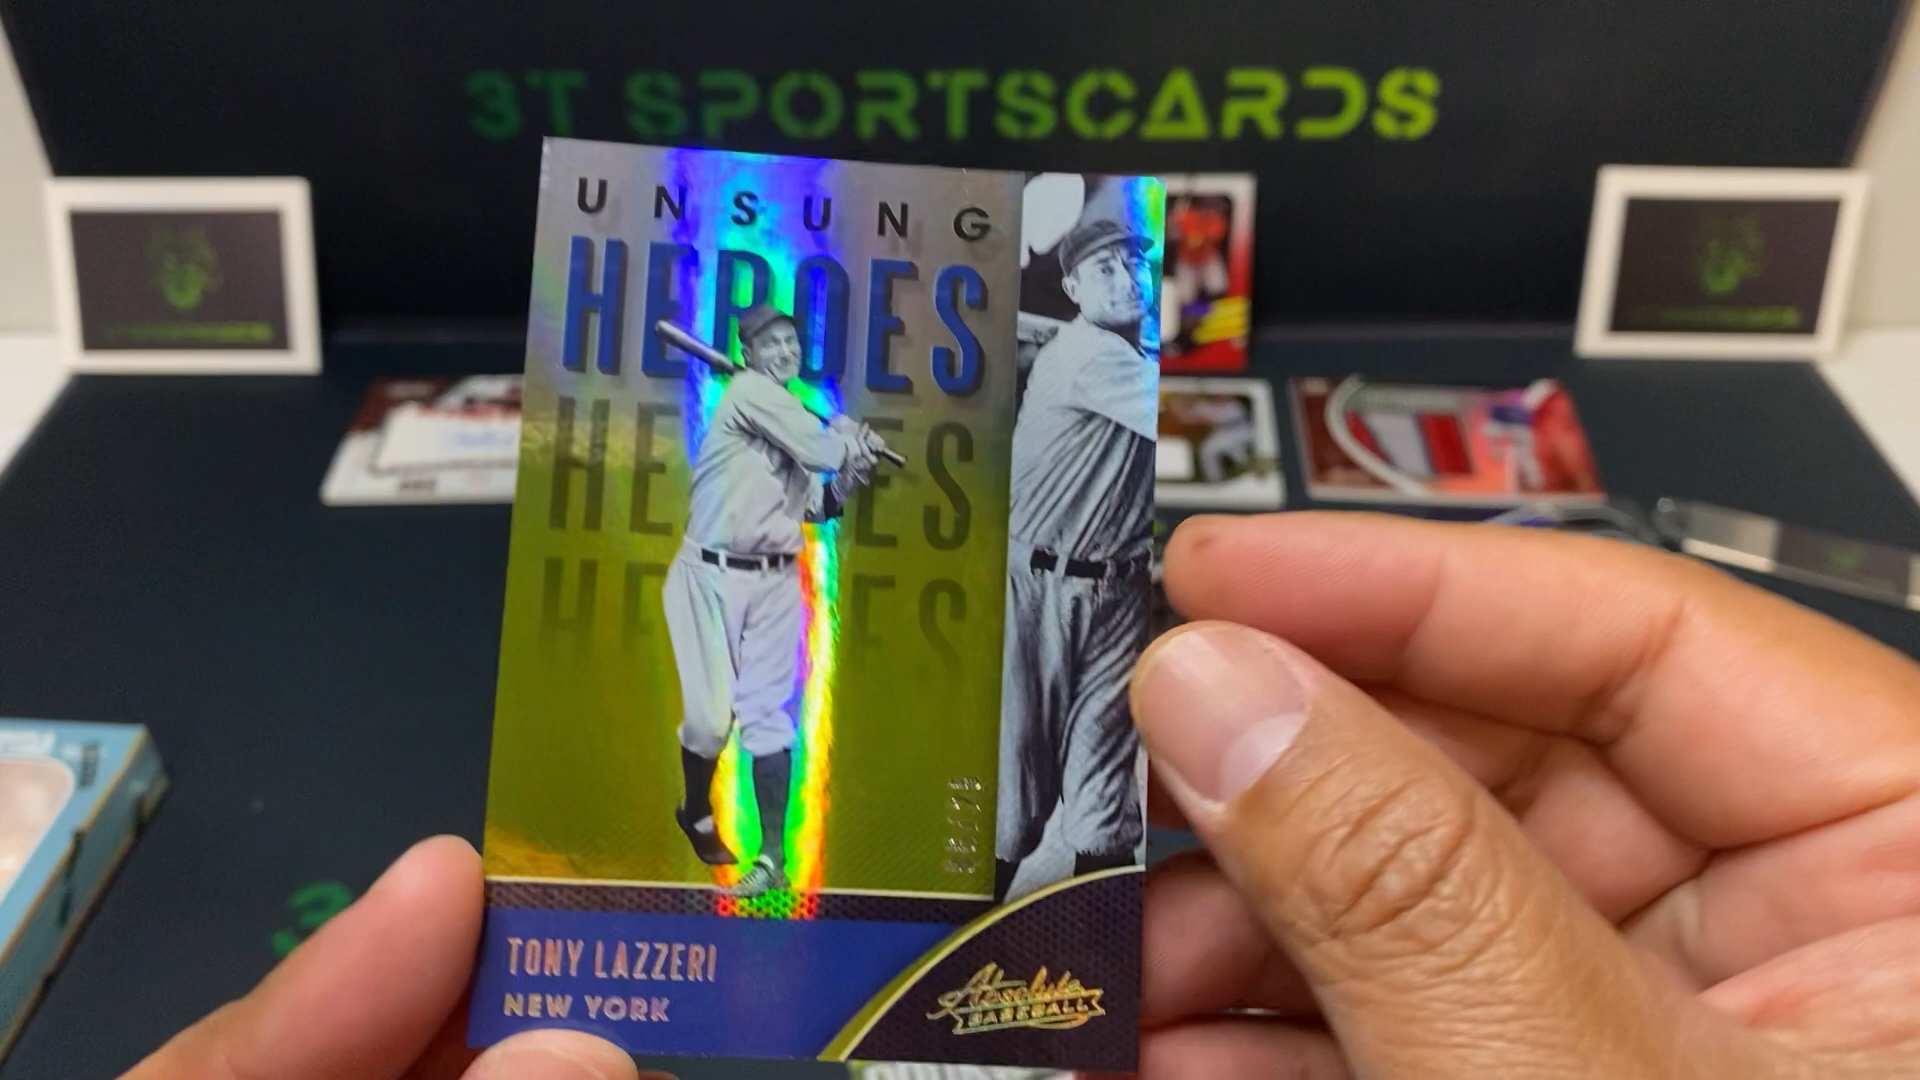 3T SPORTSCARDS
UNSUNG
HEROES
HEROES
HEROES
TONY LAZZERI
NEW YORK
Absolute
BASEBALL